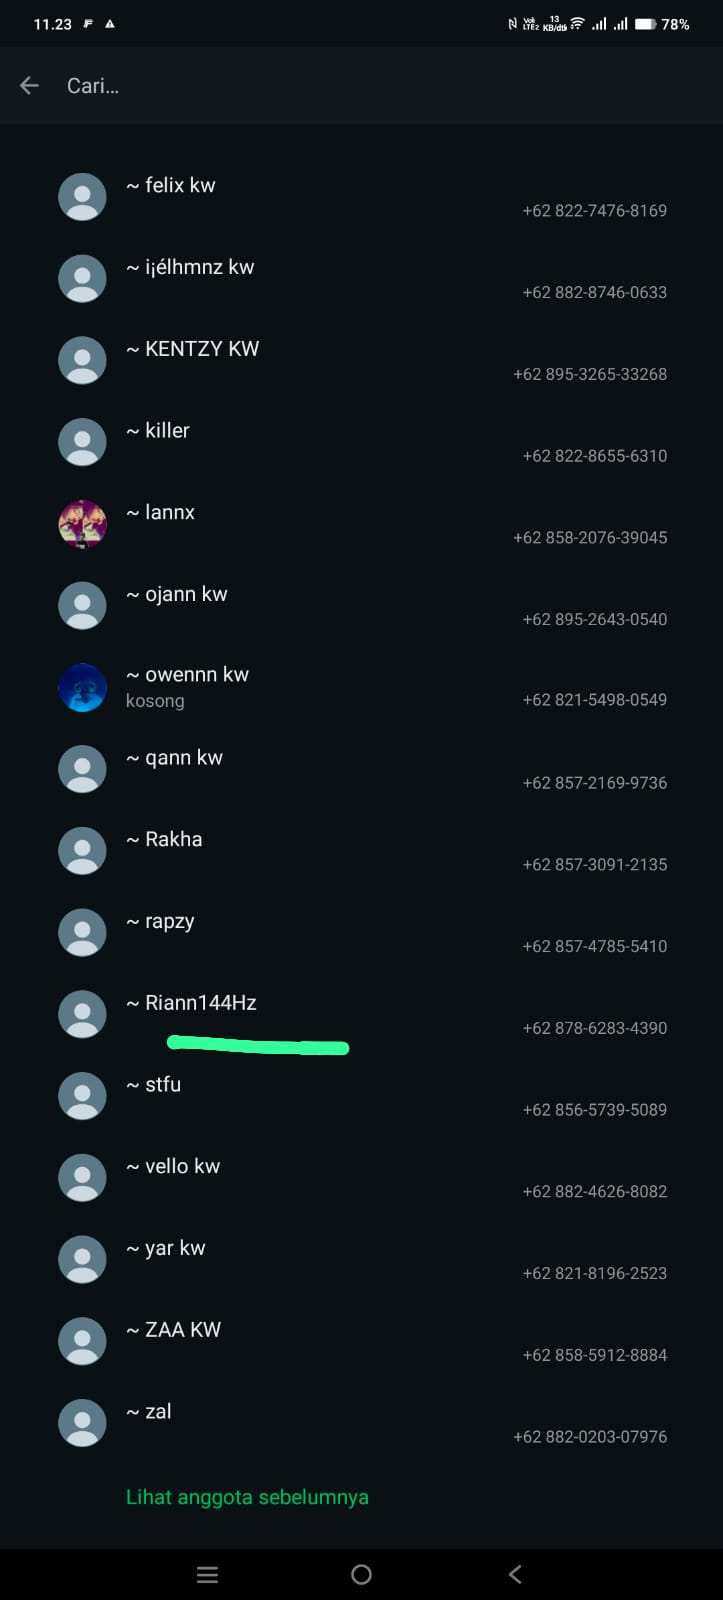 11.23
Vo)
LTE2
13
KB/dtk
78%
Cari...
~ felix kw
+62 822-7476-8169
~ i¡élhmnz kw
+62 882-8746-0633
~ KENTZY KW
+62 895-3265-33268
~ killer
+62 822-8655-6310
~ lannx
+62 858-2076-39045
~ ojann kw
+62 895-2643-0540
~ owennn kw
kosong
+62 821-5498-0549
~ qann kw
+62 857-2169-9736
~ Rakha
+62 857-3091-2135
~ rapzy
+62 857-4785-5410
~ Riann144Hz
+62 878-6283-4390
~ stfu
+62 856-5739-5089
~ vello kw
+62 882-4626-8082
~ yar kw
+62 821-8196-2523
~ ZAA KW
+62 858-5912-8884
~ zal
+62 882-0203-07976
Lihat anggota sebelumnya